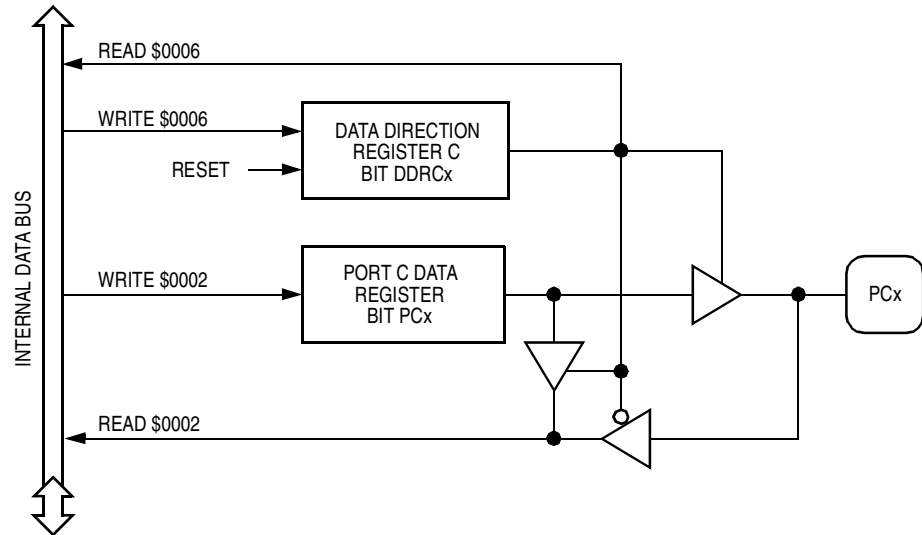 READ $0006
WRITE $0006
DATA DIRECTION
REGISTER C
BIT DDRCx
RESET
INTERNAL DATA BUS
WRITE $0002
PORT C DATA
REGISTER
BIT PCx
PCx
READ $0002